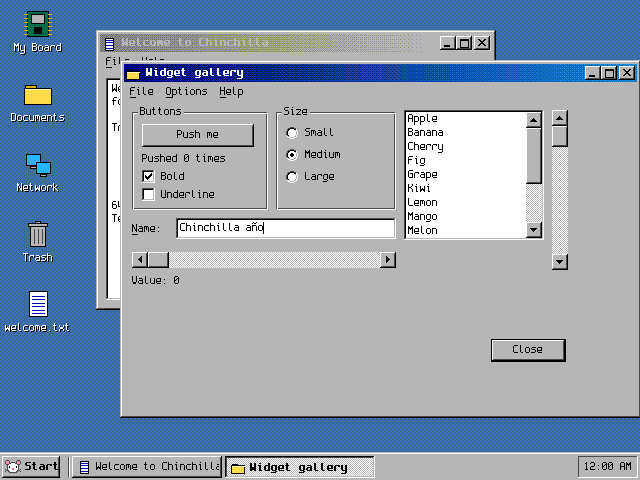 My Board
Documents
Network
Trash
welcome.txt
Welcome to Chinchilla
File Help
Widget gallery
File Options Help
Buttons
Push me
Pushed 0 times
Bold
Underline
Size
Small
Medium
Large
Apple
Banana
Cherry
Fig
Grape
Kiwi
Lemon
Mango
Melon
Name: Chinchilla año
Value: 0
Close
Start
Welcome to Chinchilla
Widget gallery
12:00 AM